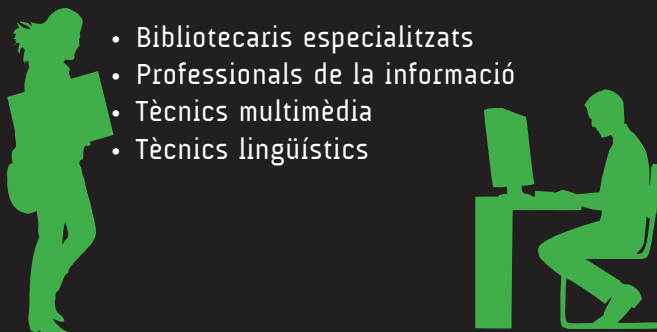 • Bibliotecaris especialitzats
• Professionals de la informació
• Tècnics multimèdia
• Tècnics lingüístics